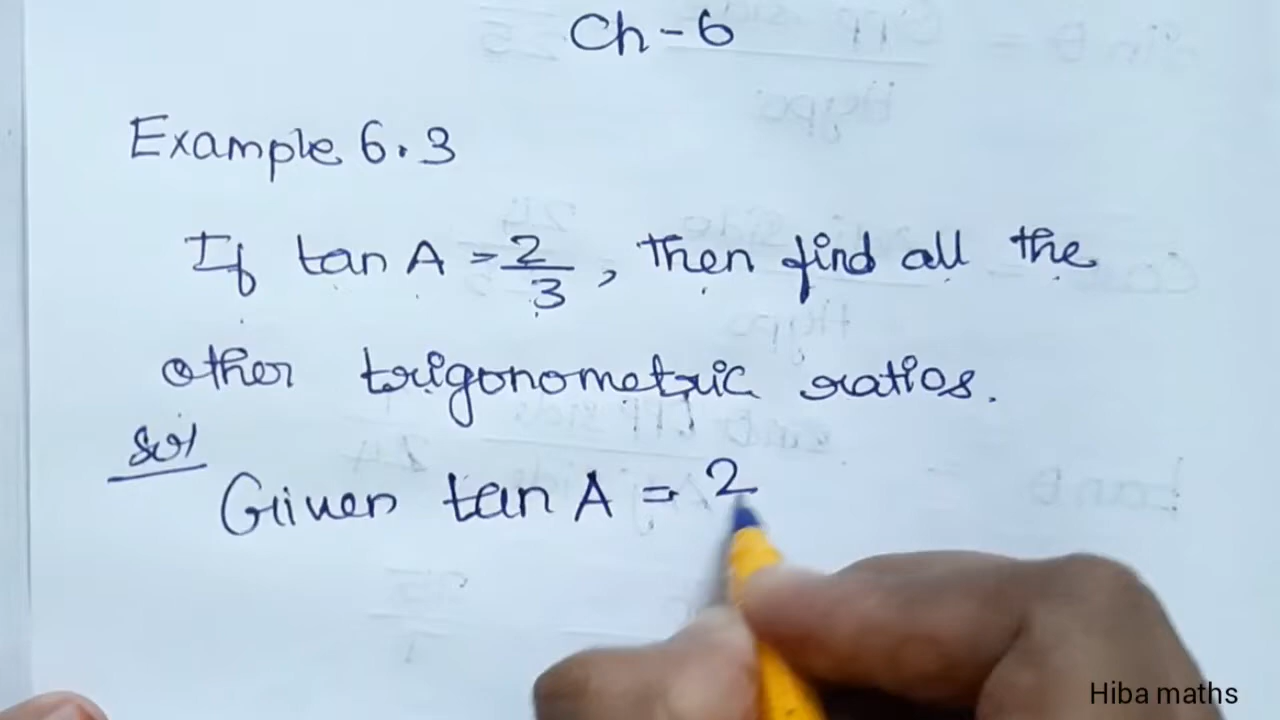 Ch-6
Example 6.3
If tan A = 2/3, then find all the
other trigonometric ratios.
Sol
Given tan A = 2
Hiba maths